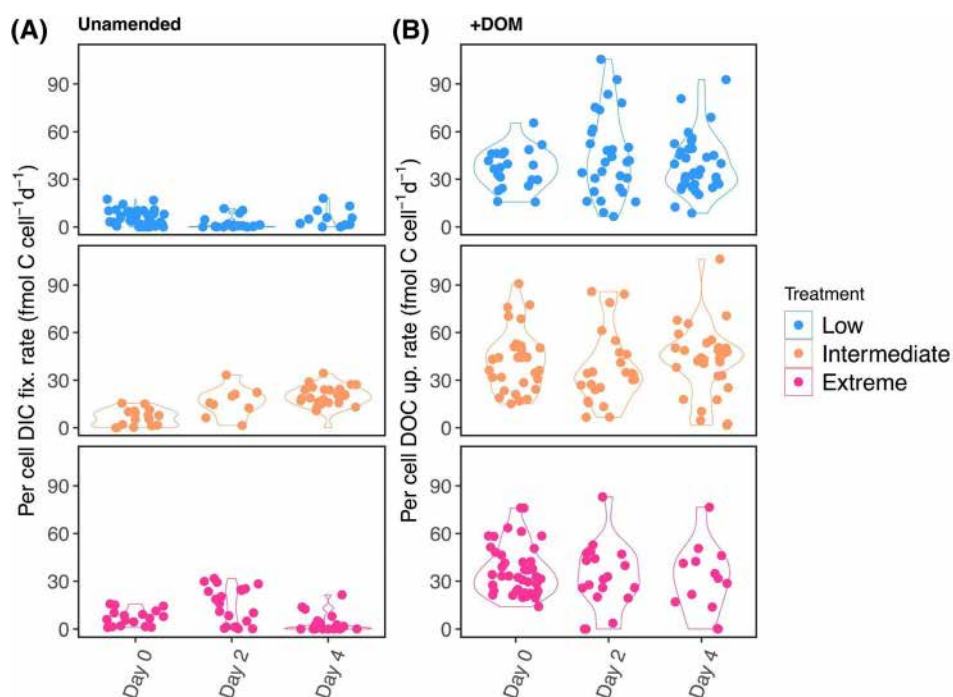 (A) Unamended
(B) +DOM
Per cell DIC fix. rate (fmol C cell⁻¹d⁻¹)
90
60
30
0
90
60
30
0
90
60
30
0
Day 0
Day 2
Day 4
Per cell DOC up. rate (fmol C cell⁻¹d⁻¹)
90
60
30
0
90
60
30
0
90
60
30
0
Day 0
Day 2
Day 4
Treatment
Low
Intermediate
Extreme